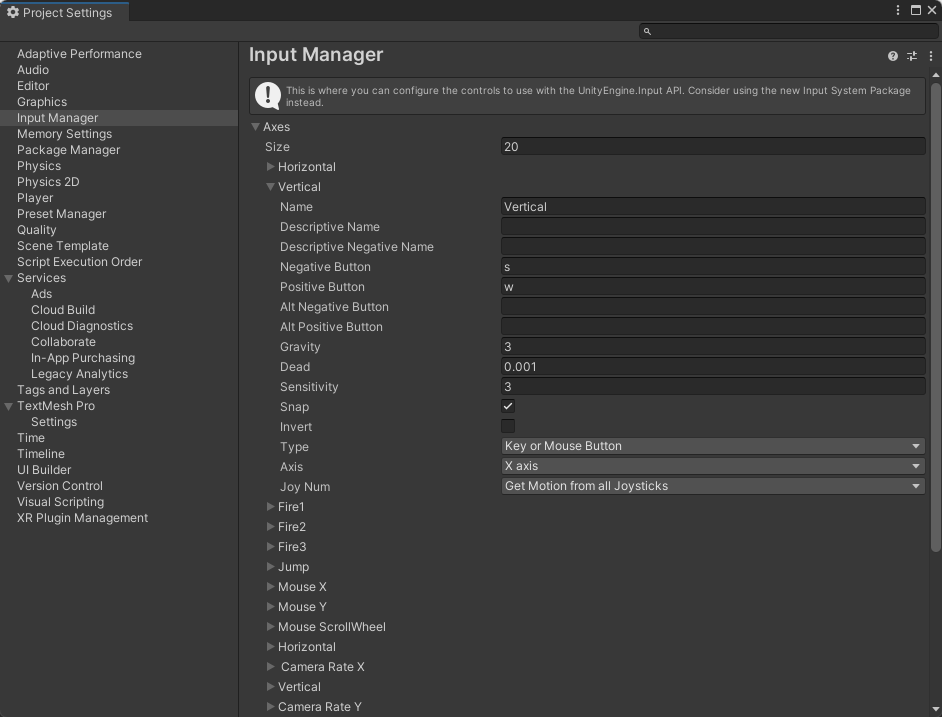 Project Settings
Adaptive Performance
Audio
Editor
Graphics
Input Manager
Memory Settings
Package Manager
Physics
Physics 2D
Player
Preset Manager
Quality
Scene Template
Script Execution Order
Services
Ads
Cloud Build
Cloud Diagnostics
Collaborate
In-App Purchasing
Legacy Analytics
Tags and Layers
TextMesh Pro
Settings
Time
Timeline
UI Builder
Version Control
Visual Scripting
XR Plugin Management
Input Manager
This is where you can configure the controls to use with the UnityEngine.Input API. Consider using the new Input System Package
instead.
Axes
Size 20
Horizontal
Vertical
Name Vertical
Descriptive Name
Descriptive Negative Name
Negative Button s
Positive Button w
Alt Negative Button
Alt Positive Button
Gravity 3
Dead 0.001
Sensitivity 3
Snap
Invert
Type Key or Mouse Button
Axis X axis
Joy Num Get Motion from all Joysticks
Fire1
Fire2
Fire3
Jump
Mouse X
Mouse Y
Mouse ScrollWheel
Horizontal
Camera Rate X
Vertical
Camera Rate Y